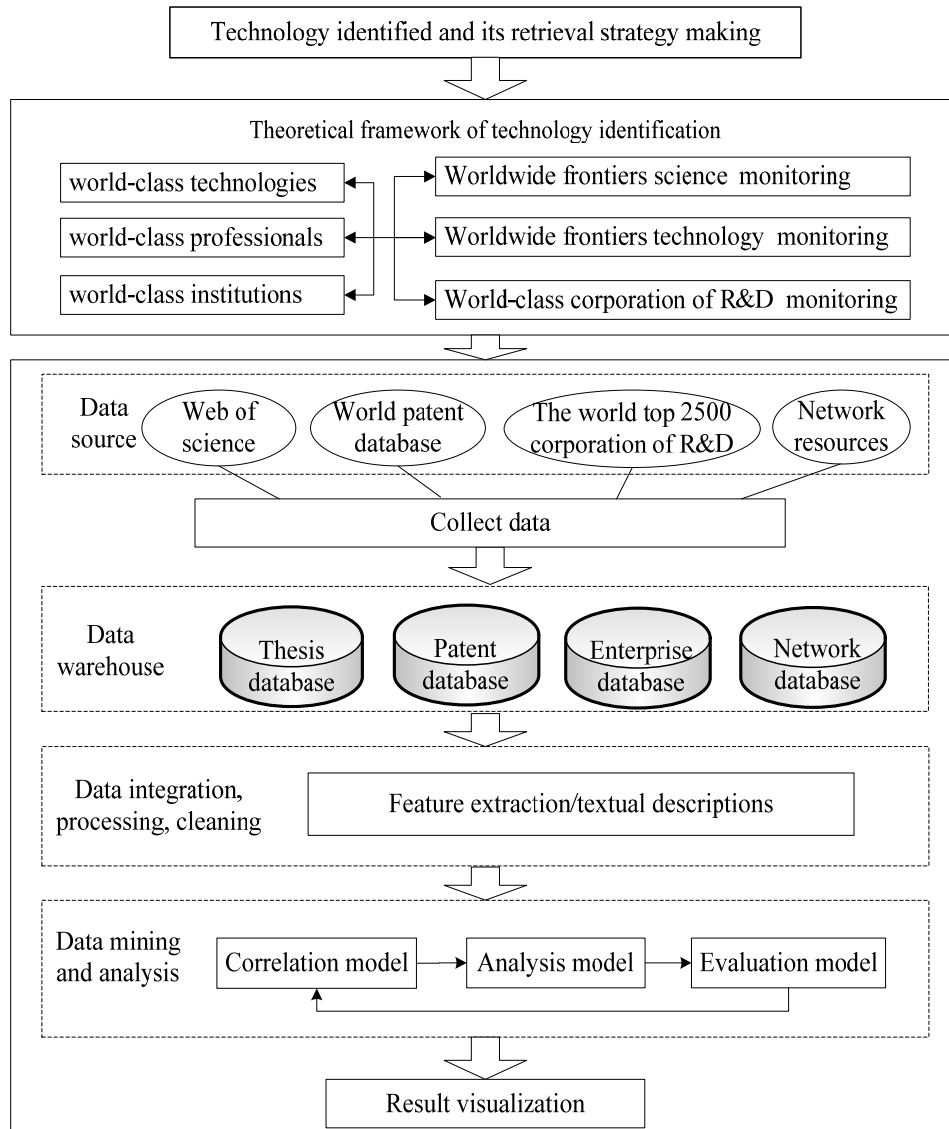 Technology identified and its retrieval strategy making
Theoretical framework of technology identification
world-class technologies
world-class professionals
world-class institutions
Worldwide frontiers science monitoring
Worldwide frontiers technology monitoring
World-class corporation of R&D monitoring
Data
source
Web of
science
World patent
database
The world top 2500
corporation of R&D
Network
resources
Collect data
Data
warehouse
Thesis
database
Patent
database
Enterprise
database
Network
database
Data integration,
processing, cleaning
Feature extraction/textual descriptions
Data mining
and analysis
Correlation model
Analysis model
Evaluation model
Result visualization